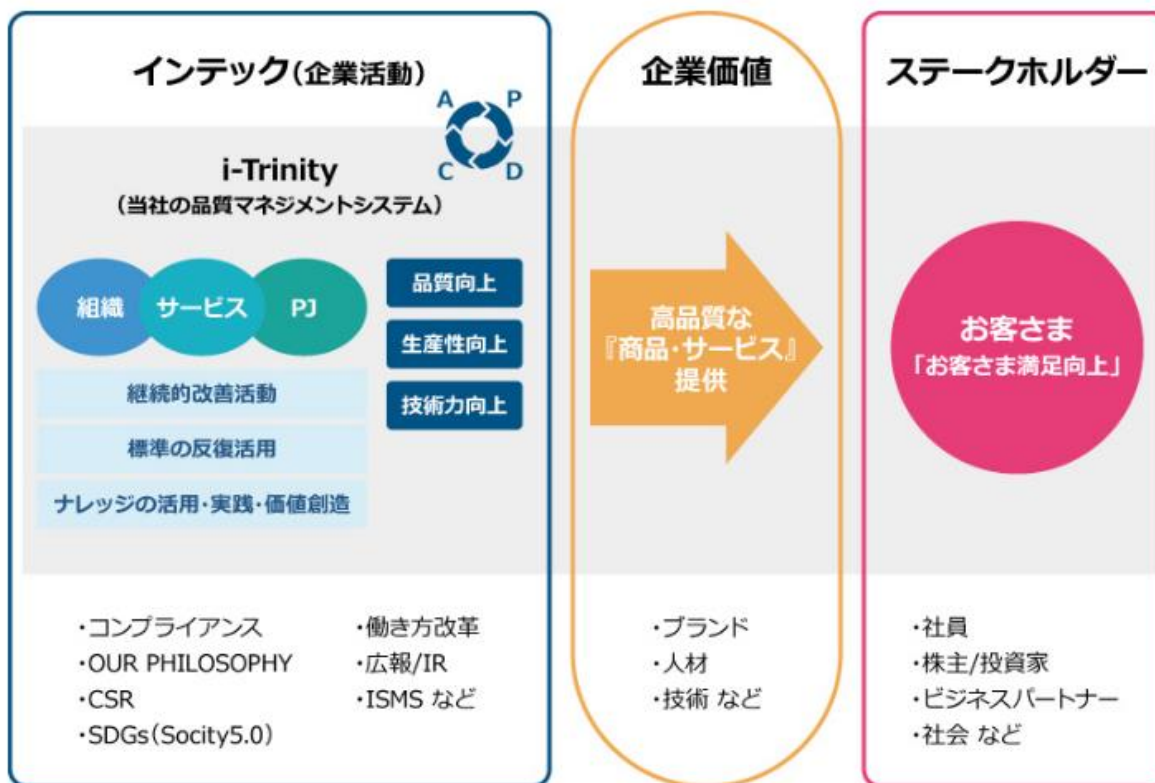 インテック(企業活動)
A P
C D
i-Trinity
(当社の品質マネジメントシステム)
組織 サービス PJ
継続的改善活動
標準の反復活用
ナレッジの活用・実践・価値創造
品質向上
生産性向上
技術力向上
・コンプライアンス
・OUR PHILOSOPHY
・CSR
・SDGs(Socity5.0)
・働き方改革
・広報/IR
・ISMS など
企業価値
高品質な
『商品・サービス』
提供
・ブランド
・人材
・技術 など
ステークホルダー
お客さま
「お客さま満足向上」
・社員
・株主/投資家
・ビジネスパートナー
・社会 など